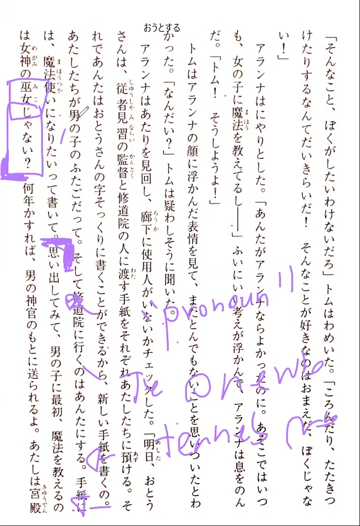 おうとする
「そんなこと、ぼくがしたいわけないだろ」トムはわめいた。「ころんだり、たたきつ
けたりするなんてだいきらいだ！　そんなことが好きなのはおまえだ、ぼくじゃな
い！」
アランナはにやりとした。「あんたがアランナならよかったのに。あそこではいつ
も、女の子に魔法を教えてるし――」ふいにいい考えが浮かんで、アランナは息をのん
だ。「トム！　そうしようよ！」
トムはアランナの顔に浮かんだ表情を見て、またとんでもないことを思いついたとわ
かった。「なんだい？」トムは疑わしそうに聞いた。
アランナはあたりを見回し、廊下に使用人がいないかチェックした。「明日、おとう
さんは、従者見習の監督と修道院の人に渡す手紙をそれぞれあたしたちに預ける。そ
れであんたはおとうさんの字そっくりに書くことができるから、新しい手紙を書くの。
あたしたちが男の子のふたごだって。そして修道院に行くのはあんたにする。手紙に
は、魔法使いになりたいって書いて。思い出してみて、男の子に最初、魔法を教えるの
は女神の巫女じゃない？　何年かすれば、男の神官のもとに送られるよ。あたしは宮殿
"pronoun"